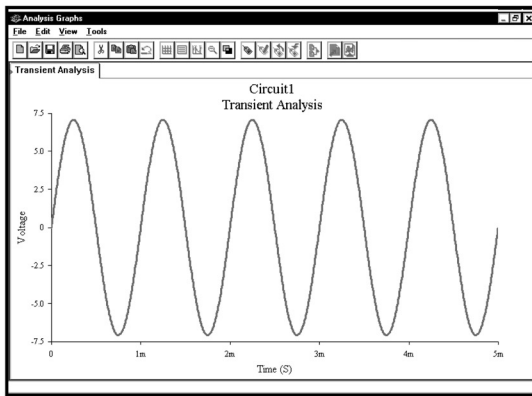 Analysis Graphs
File Edit View Tools
Transient Analysis
Circuit1
Transient Analysis
7.5
5.0
2.5
0
-2.5
-5.0
-7.5
Voltage
0 1m 2m 3m 4m 5m
Time (S)